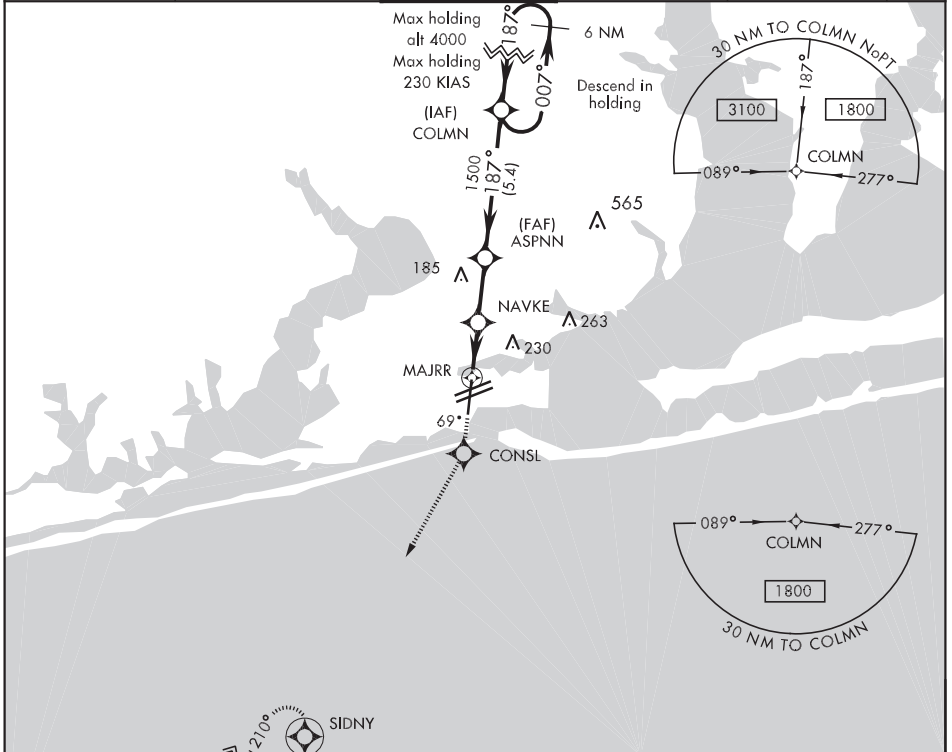 Max holding
alt 4000
Max holding
230 KIAS
187°
6 NM
007°
Descend in
holding
(IAF)
COLMN
1500
187°
(5.4)
(FAF)
ASPNN
565
185
NAVKE
263
230
MAJRR
69°
CONSL
30 NM TO COLMN NoPT
187°
3100
1800
COLMN
089°
277°
089°
277°
COLMN
1800
30 NM TO COLMN
210°
SIDNY